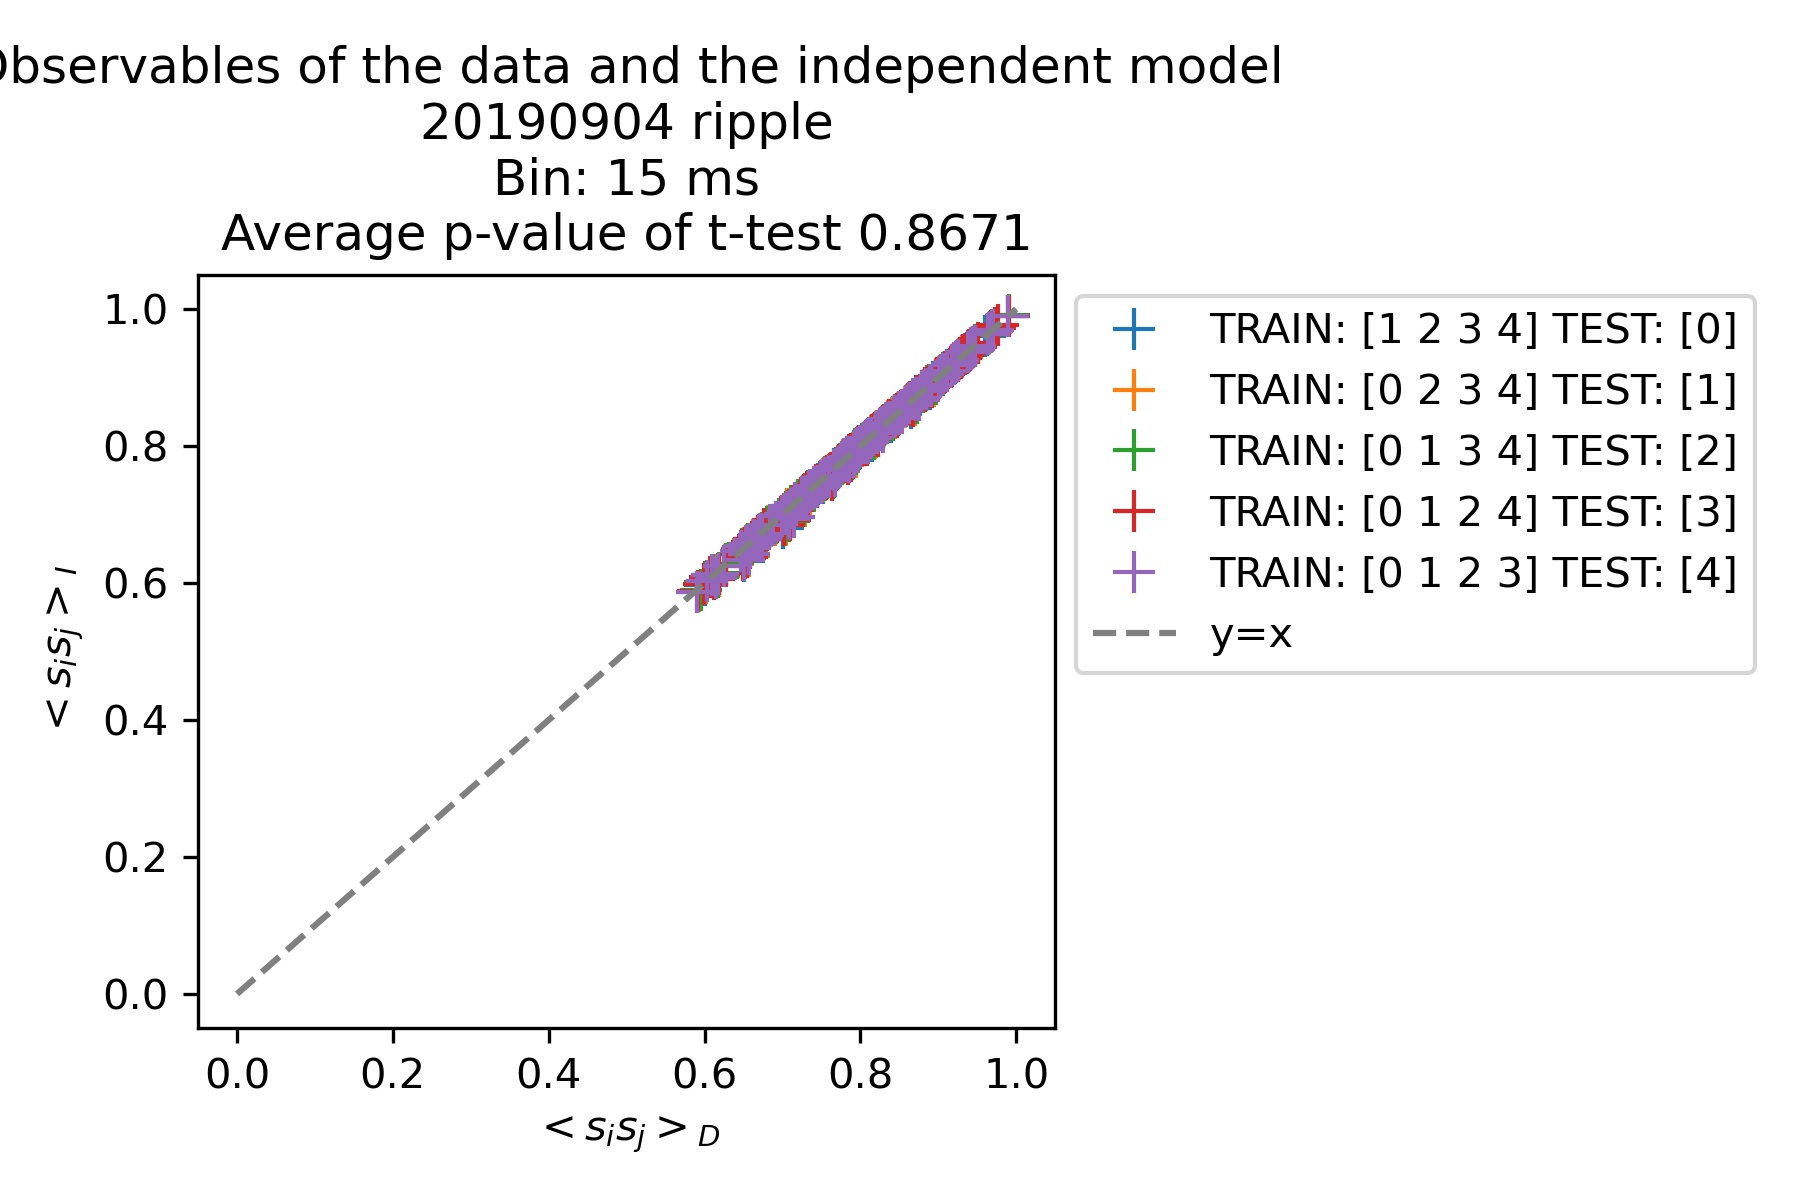 Observables of the data and the independent model
20190904 ripple
Bin: 15 ms
Average p-value of t-test 0.8671
1.0
0.8
0.6
0.4
0.2
0.0
<s_i s_j>_I
0.0 0.2 0.4 0.6 0.8 1.0
<s_i s_j>_D
TRAIN: [1 2 3 4] TEST: [0]
TRAIN: [0 2 3 4] TEST: [1]
TRAIN: [0 1 3 4] TEST: [2]
TRAIN: [0 1 2 4] TEST: [3]
TRAIN: [0 1 2 3] TEST: [4]
y=x